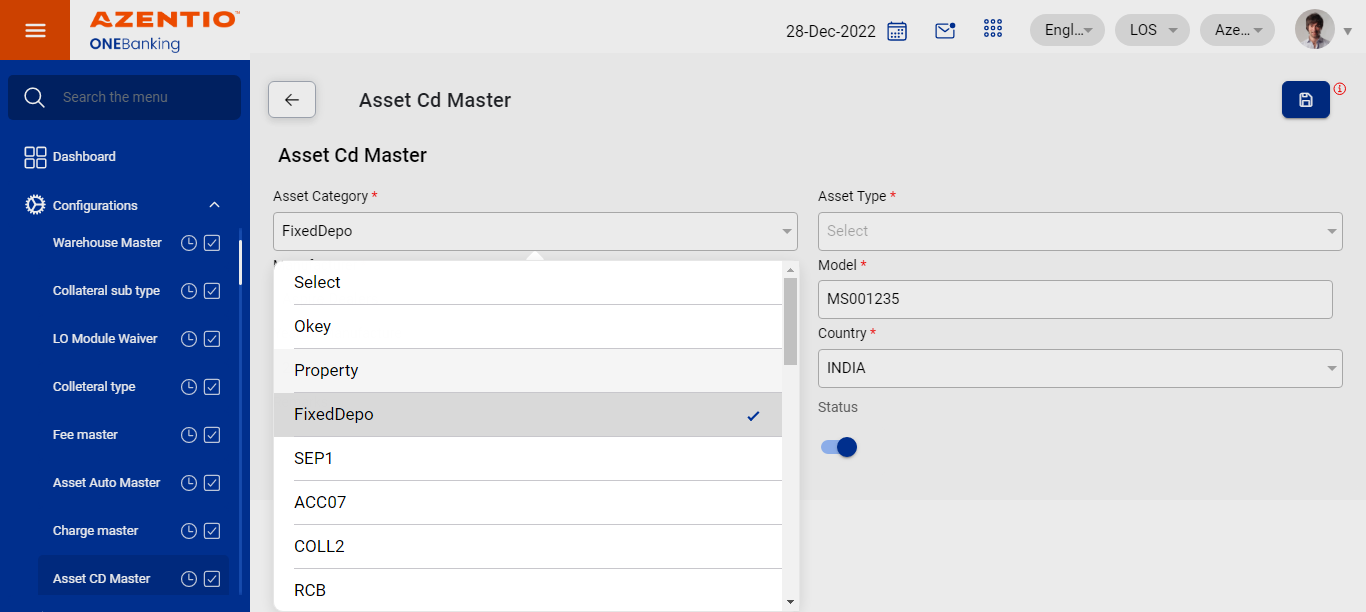 AZENTIO™
ONEBanking
28-Dec-2022
Engl...
LOS
Aze...
Search the menu
Dashboard
Configurations
Warehouse Master
Collateral sub type
LO Module Waiver
Colleteral type
Fee master
Asset Auto Master
Charge master
Asset CD Master
Asset Cd Master
Asset Cd Master
Asset Category *
FixedDepo
Select
Okey
Property
FixedDepo
SEP1
ACC07
COLL2
RCB
Asset Type *
Select
Model *
MS001235
Country *
INDIA
Status